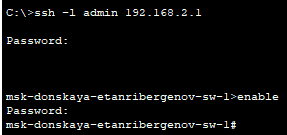 C:\>ssh -l admin 192.168.2.1
Password:
msk-donskaya-etanribergenov-sw-1>enable
Password:
msk-donskaya-etanribergenov-sw-1#